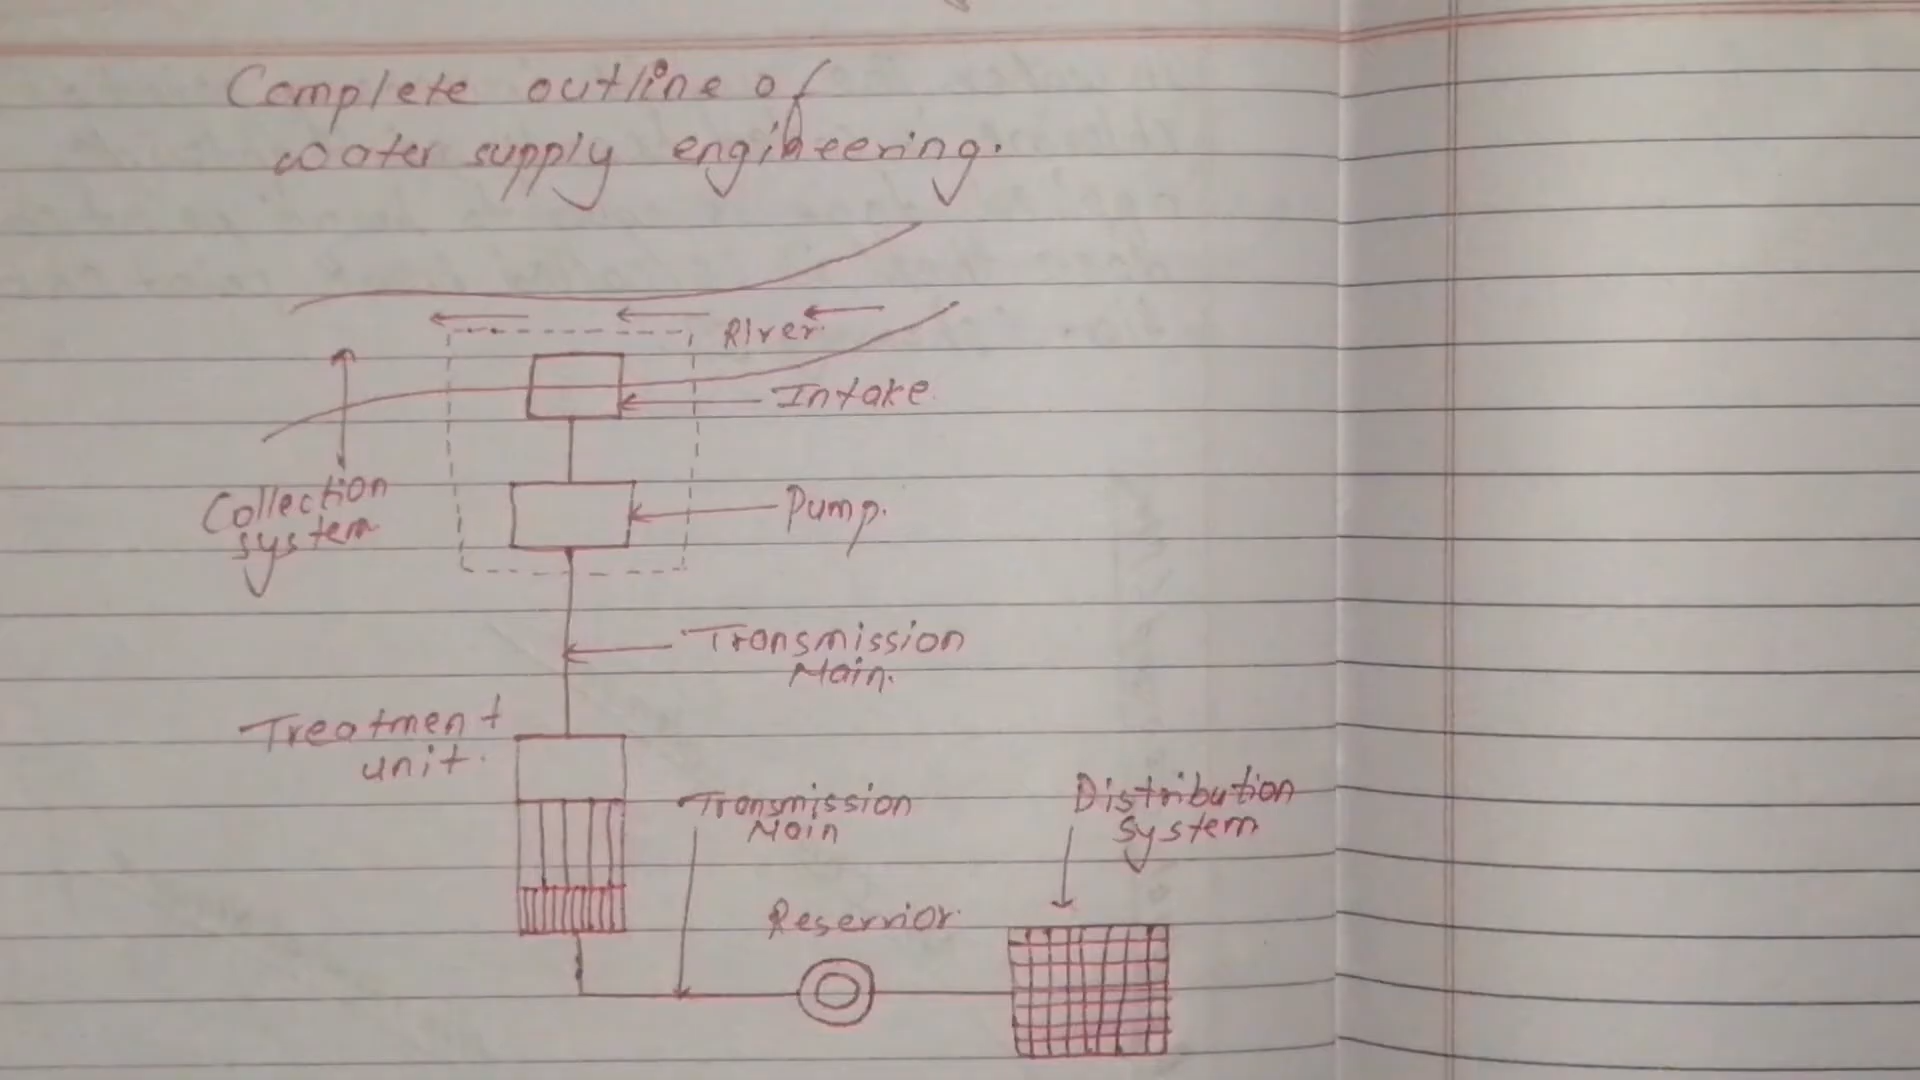 Complete outline of
water supply engineering.
River.
Intake.
Collection
system
Pump.
Transmission
Main.
Treatment
unit.
Transmission
Main
Distribution
system
Reservior.